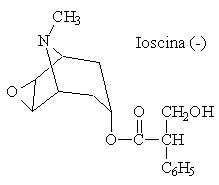 CH3
N
Ioscina (-)
O
O
CH2OH
O-C-CH
C6H5